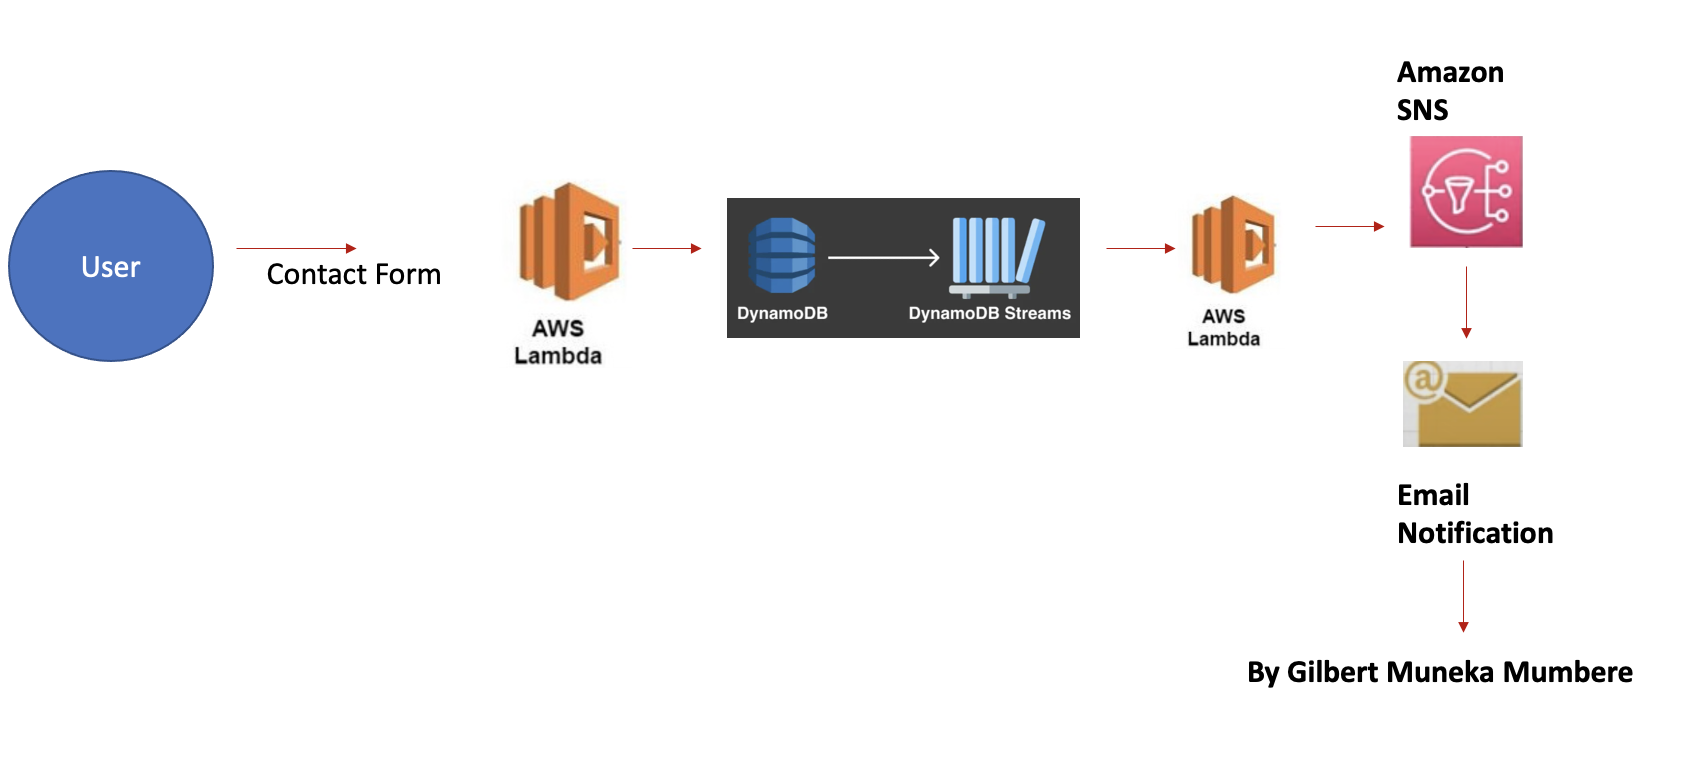 User
Contact Form
AWS
Lambda
DynamoDB
DynamoDB Streams
AWS
Lambda
Amazon
SNS
@
Email
Notification
By Gilbert Muneka Mumbere